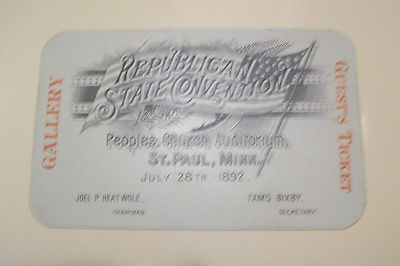 REPUBLICAN
STATE CONVENTION
Peoples Church Auditorium.
ST. PAUL, MINN.
JULY 28TH 1892.
JOEL P. HEATWOLE,
CHAIRMAN.
TAMS BIXBY.
SECRETARY
GALLERY
GUESTS TICKET